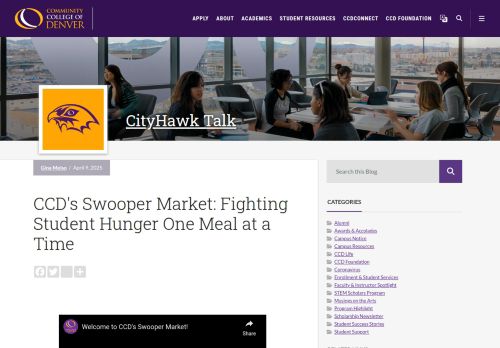 COMMUNITY
COLLEGE OF
DENVER
APPLY ABOUT ACADEMICS STUDENT RESOURCES CCDCONNECT CCD FOUNDATION
CityHawk Talk
Gina Meiao / April 9, 2025
CCD's Swooper Market: Fighting
Student Hunger One Meal at a
Time
Welcome to CCD's Swooper Market!
Share
Search this Blog
CATEGORIES
Alumni
Awards & Accolades
Campus Notice
Campus Resources
CCD Life
CCD Foundation
Coronavirus
Enrollment & Student Services
Faculty & Instructor Spotlight
STEM Scholars Program
Musings on the Arts
Program Highlight
Scholarship Newsletter
Student Success Stories
Student Support